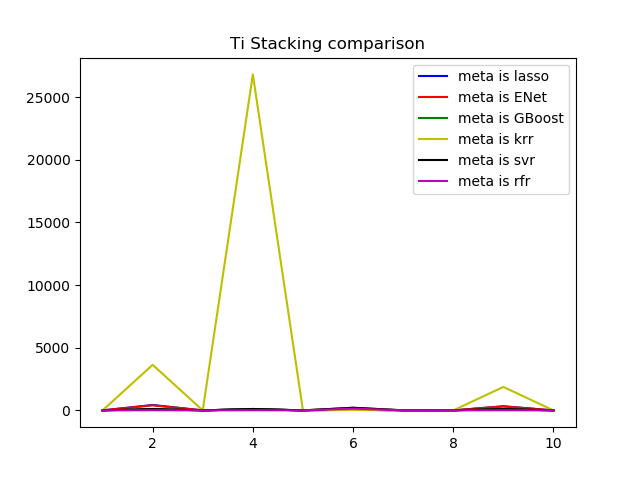 Ti Stacking comparison
meta is lasso
meta is ENet
meta is GBoost
meta is krr
meta is svr
meta is rfr
25000
20000
15000
10000
5000
0
2 4 6 8 10